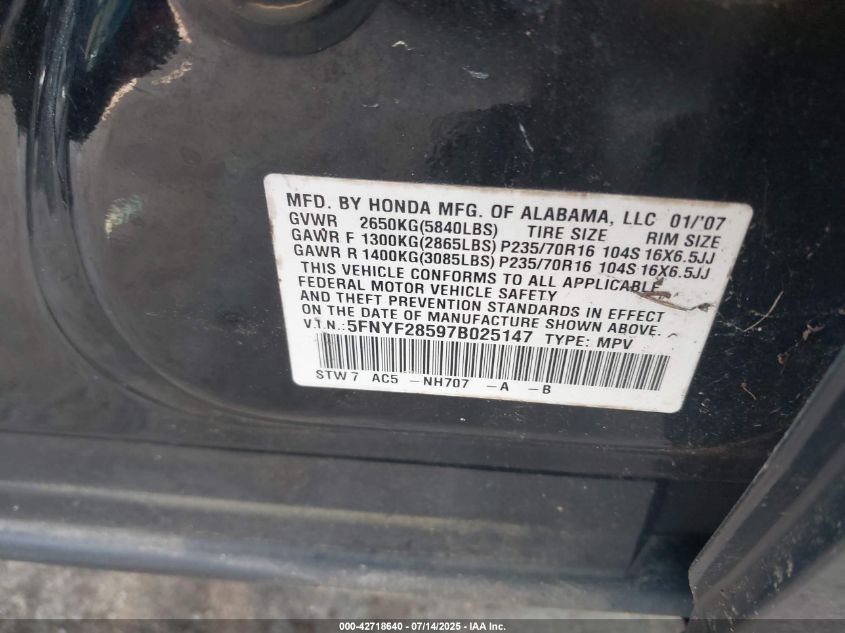 MFD. BY HONDA MFG. OF ALABAMA, LLC 01/'07
GVWR 2650KG(5840LBS) TIRE SIZE RIM SIZE
GAWR F 1300KG(2865LBS) P235/70R16 104S 16X6.5JJ
GAWR R 1400KG(3085LBS) P235/70R16 104S 16X6.5JJ
THIS VEHICLE CONFORMS TO ALL APPLICABLE
FEDERAL MOTOR VEHICLE SAFETY
AND THEFT PREVENTION STANDARDS IN EFFECT
ON THE DATE OF MANUFACTURE SHOWN ABOVE.
V.I.N.: 5FNYF28597B025147 TYPE: MPV
STW7 AC5 -NH707 -A -B
000-42718640 / 07/14/2025 - IAA Inc.